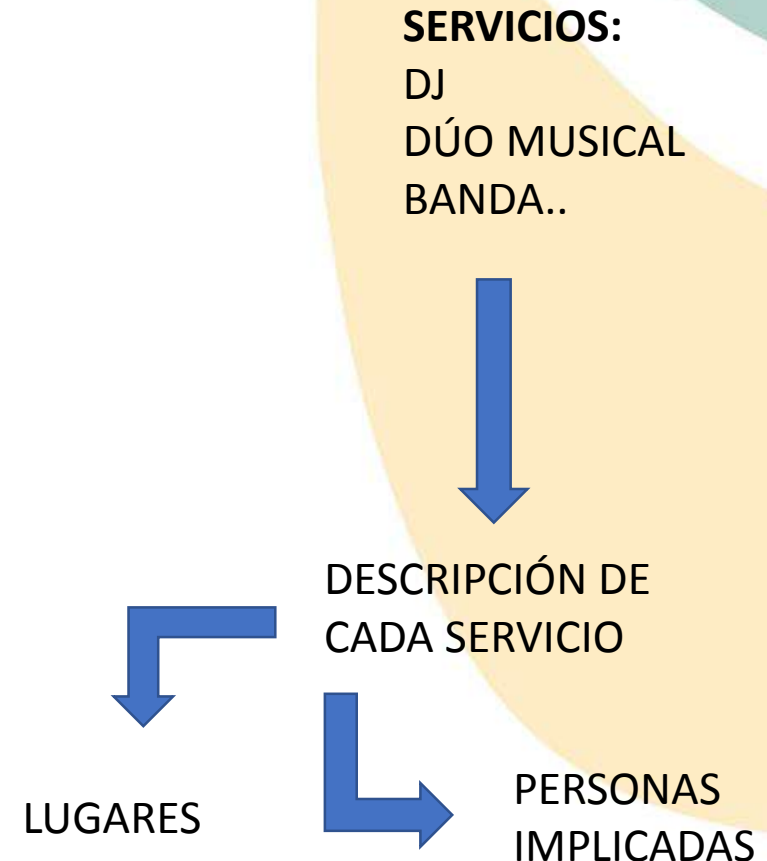 SERVICIOS:
DJ
DÚO MUSICAL
BANDA..
DESCRIPCIÓN DE
CADA SERVICIO
LUGARES
PERSONAS
IMPLICADAS